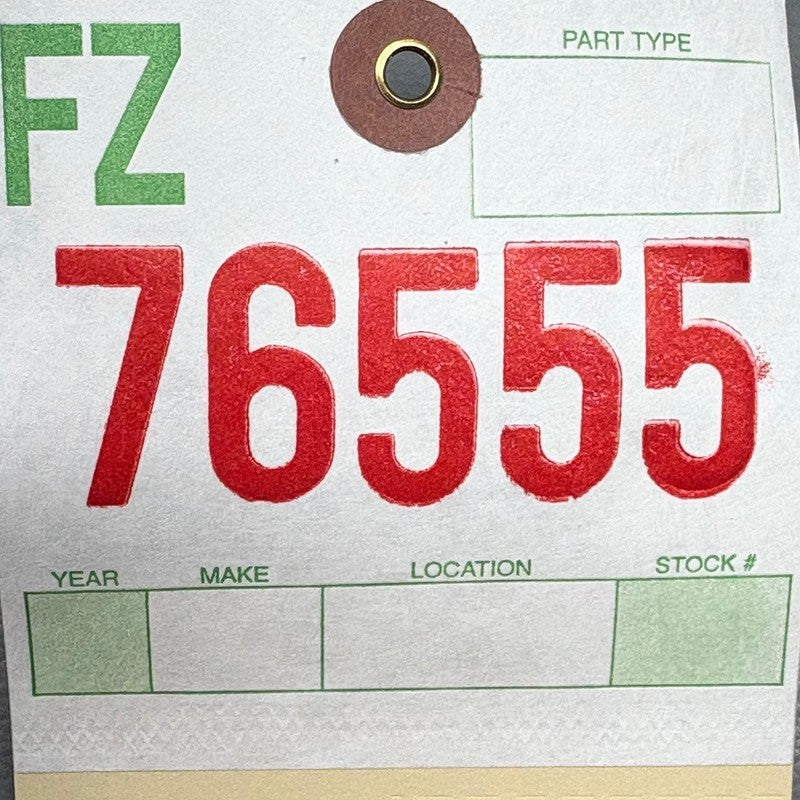 FZ
PART TYPE
76555
YEAR MAKE LOCATION STOCK #